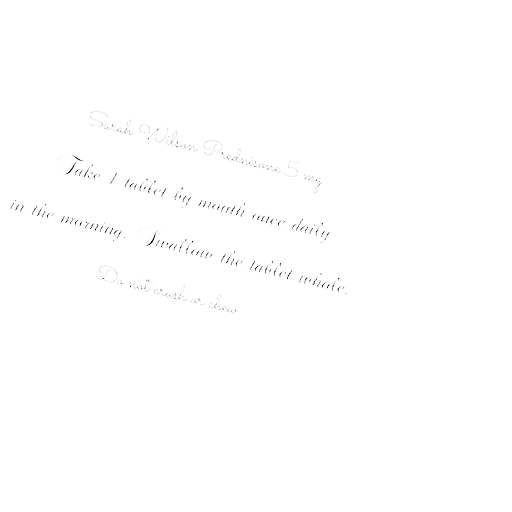 Sarah Wilson Prednisone 5 mg
Take 1 tablet by mouth once daily
in the morning. Swallow the tablet whole.
Do not crush or chew